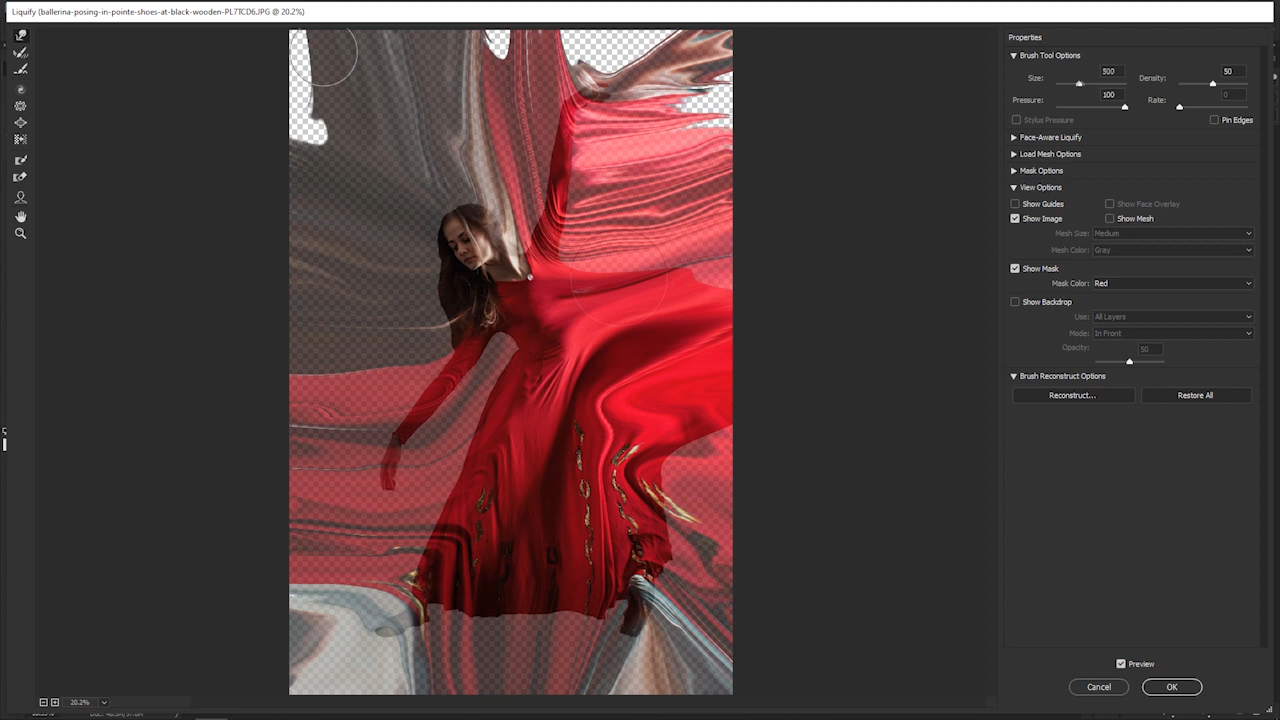 Liquify (ballerina-posing-in-pointe-shoes-at-black-wooden-PL7TCD6.JPG @ 20.2%)
Properties
Brush Tool Options
Size: 500 Density: 50
Pressure: 100 Rate: 0
Stylus Pressure Pin Edges
Face-Aware Liquify
Load Mesh Options
Mask Options
View Options
Show Guides Show Face Overlay
Show Image Show Mesh
Mesh Size: Medium
Mesh Color: Gray
Show Mask
Mask Color: Red
Show Backdrop
Use: All Layers
Mode: In Front
Opacity: 50
Brush Reconstruct Options
Reconstruct... Restore All
Preview
Cancel OK
20.2%